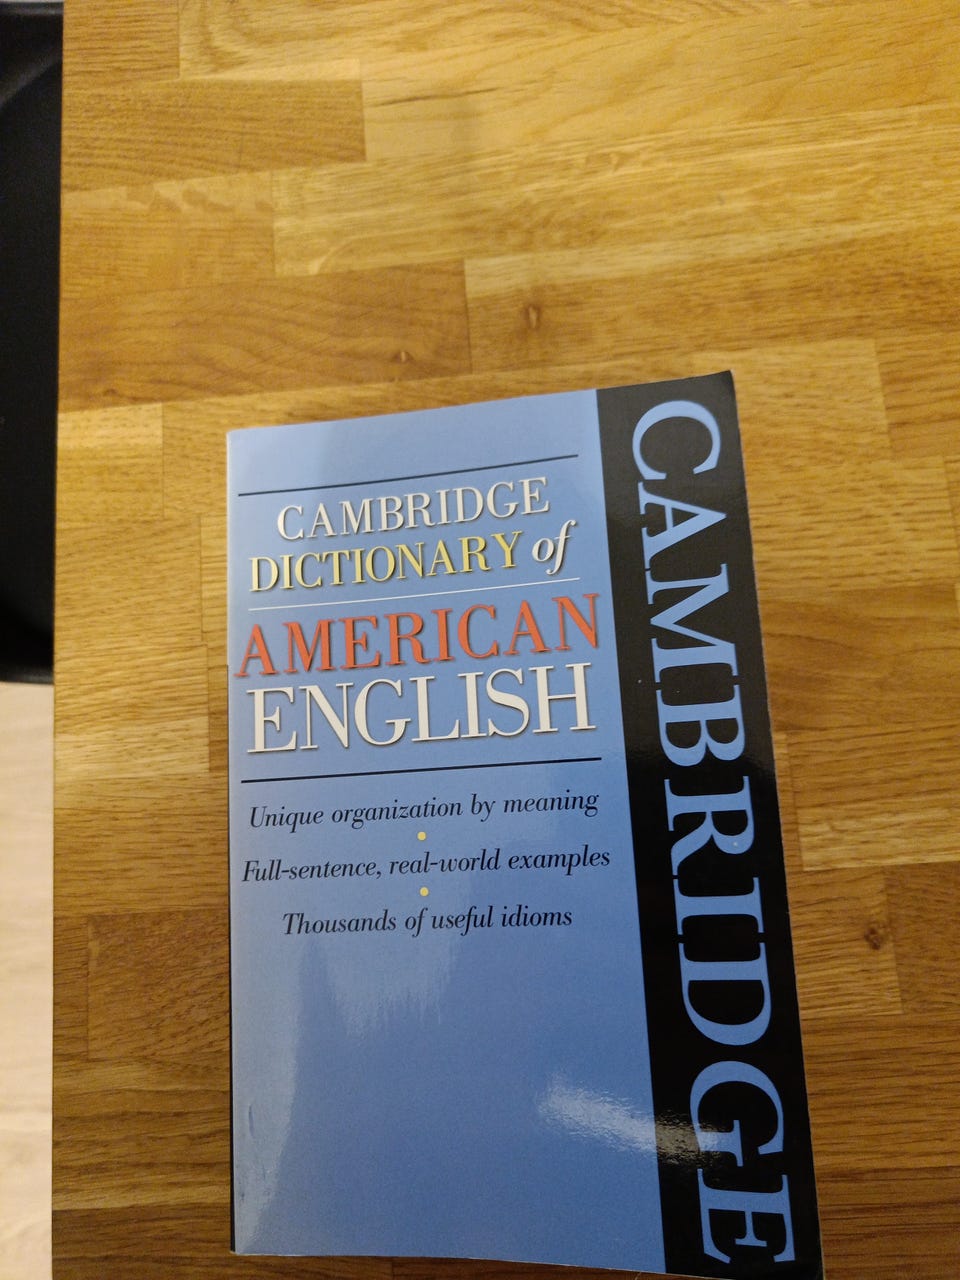 CAMBRIDGE
DICTIONARY of
AMERICAN
ENGLISH
Unique organization by meaning
Full-sentence, real-world examples
Thousands of useful idioms
CAMBRIDGE